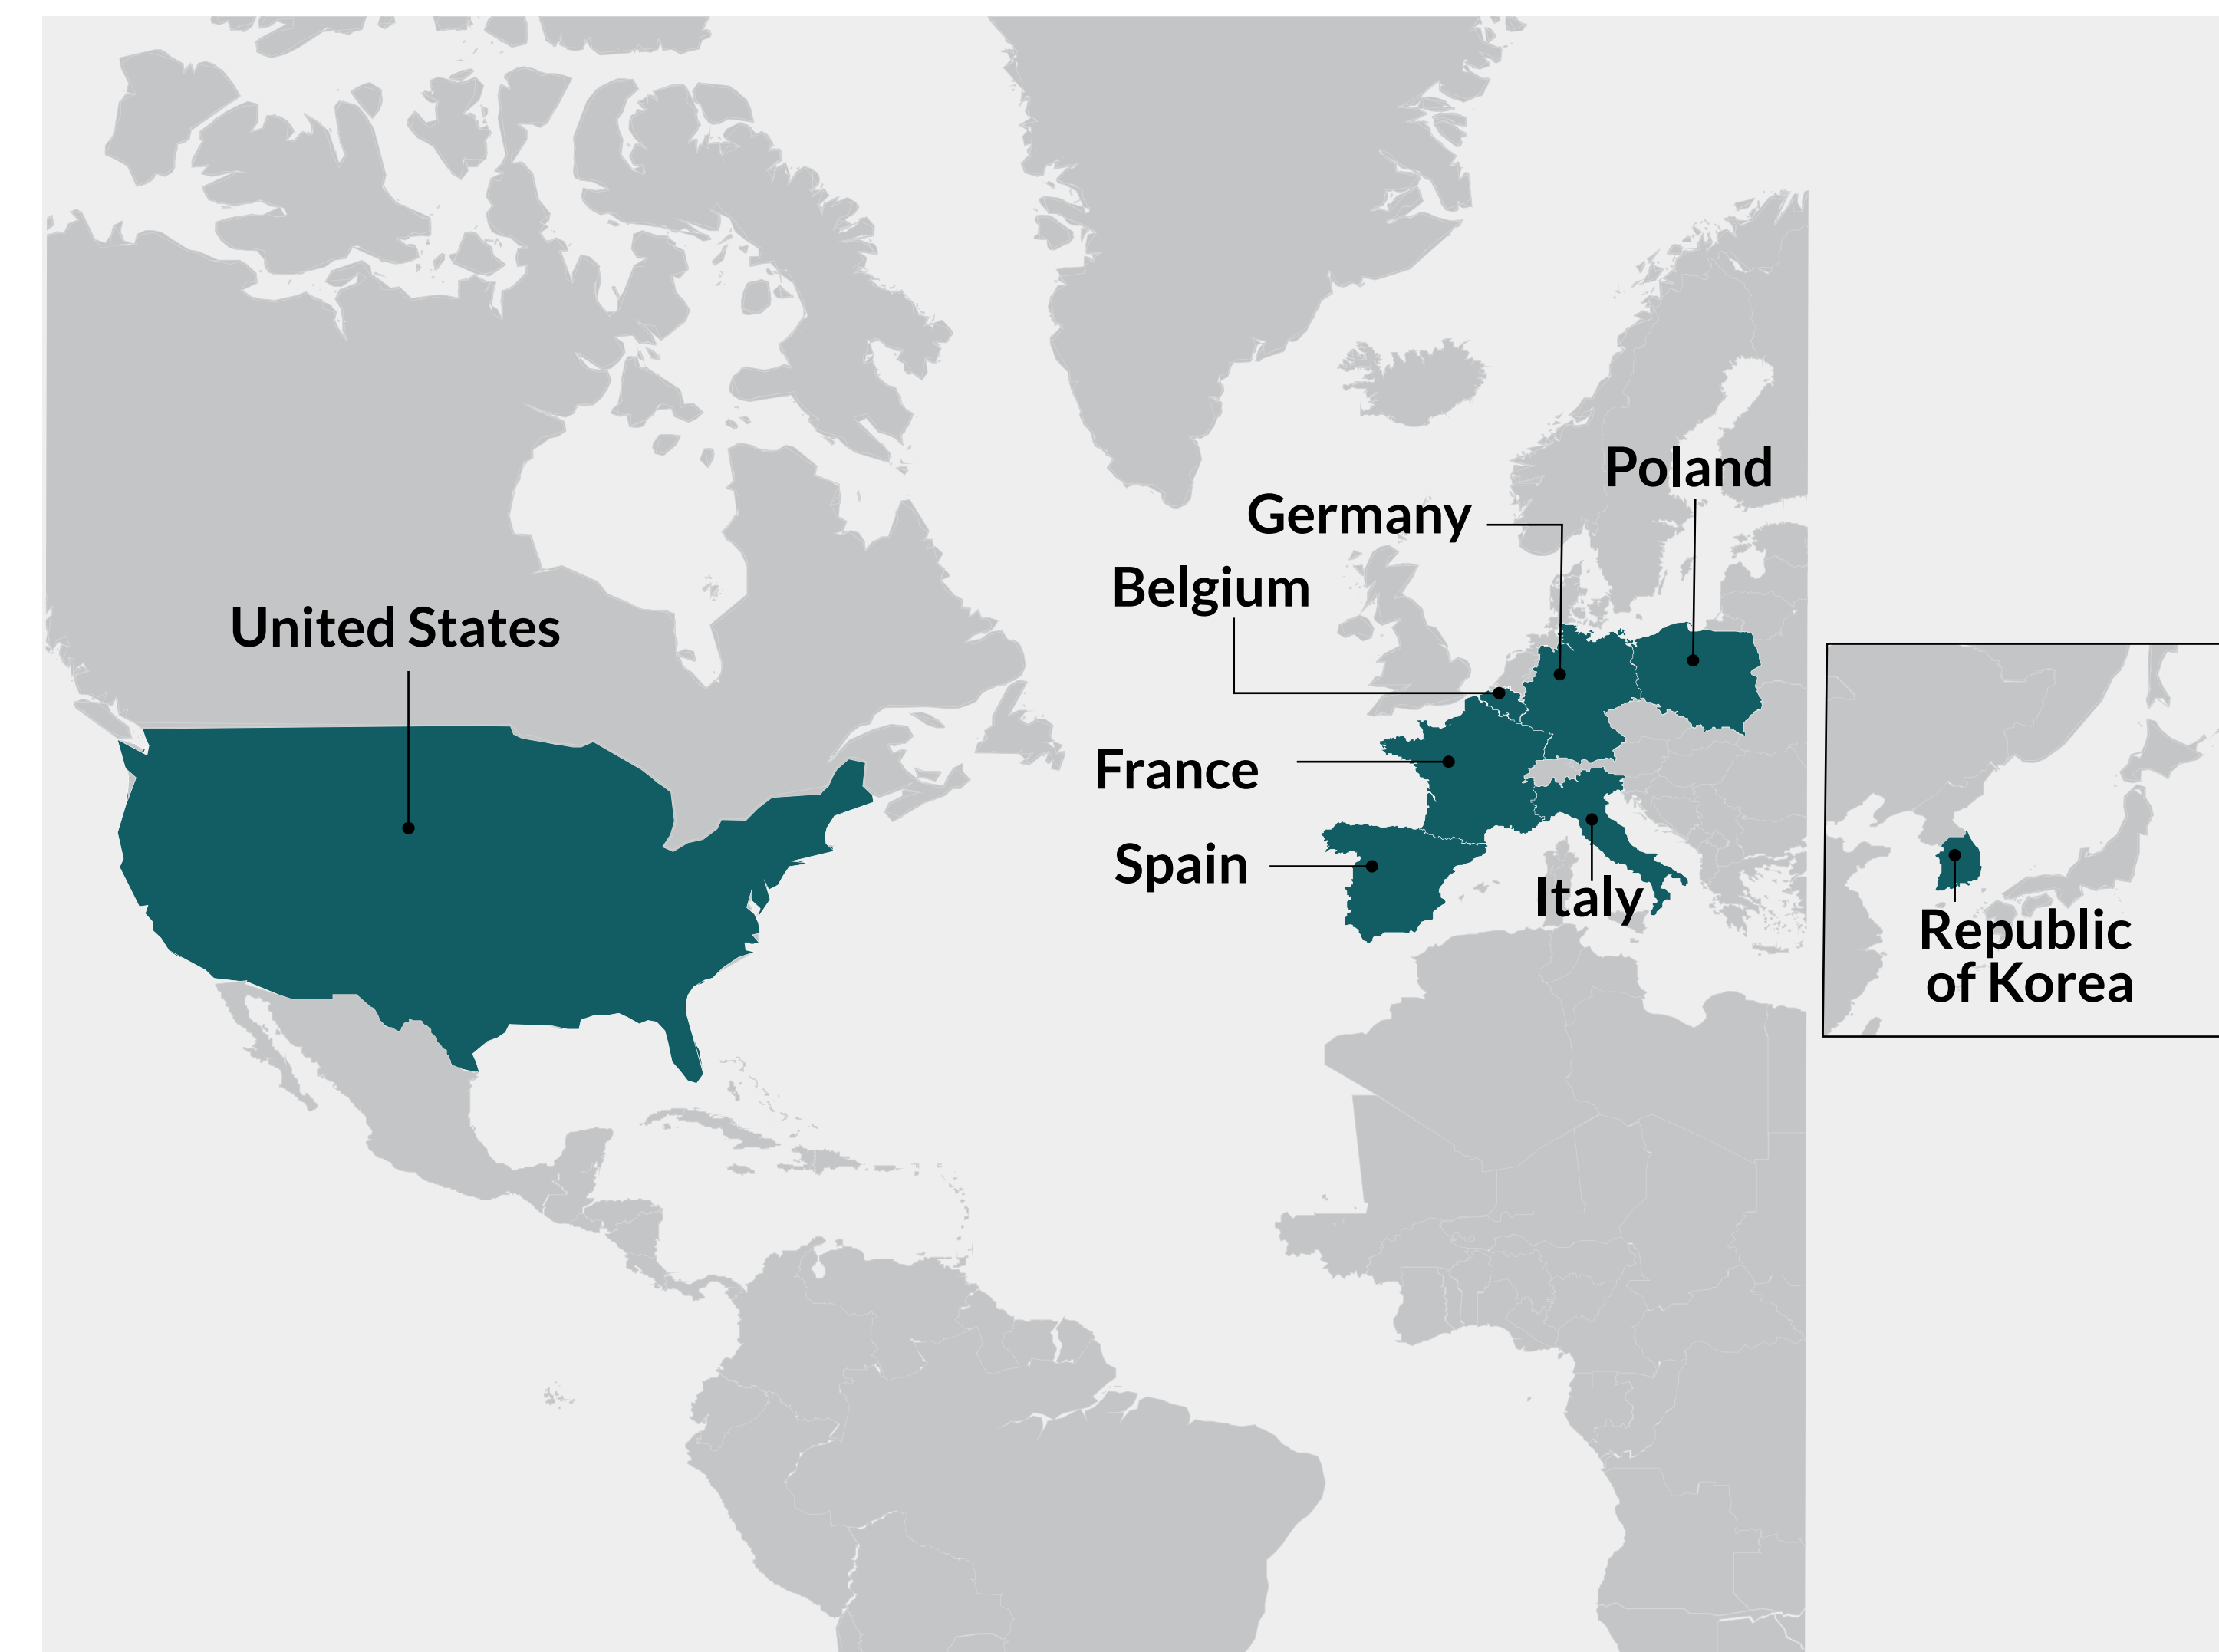 Poland
Germany
Belgium
United States
France
Spain
Italy
Republic
of Korea